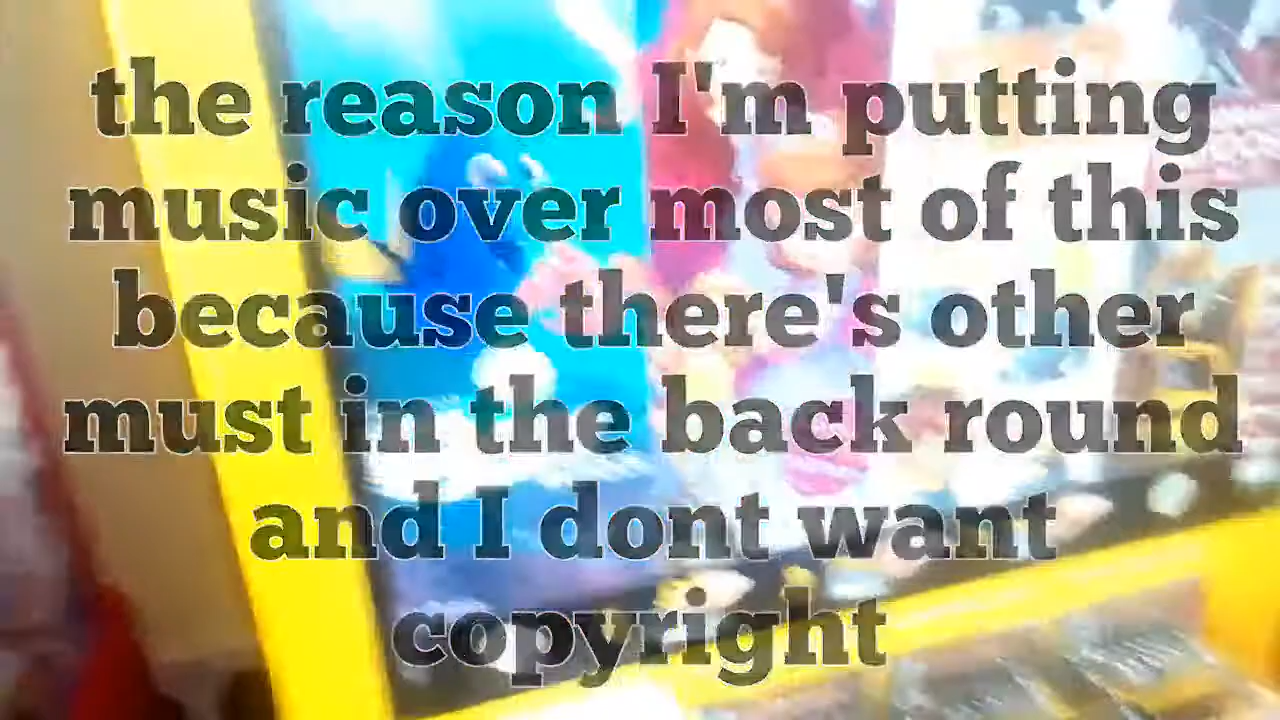 the reason I'm putting
music over most of this
because there's other
must in the back round
and I dont want
copyright